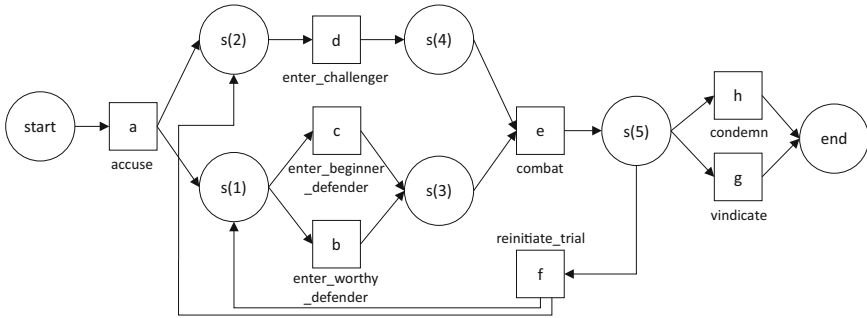 s(2)
d
s(4)
enter_challenger
start
a
accuse
c
enter_beginner
_defender
e
combat
s(5)
h
condemn
end
s(1)
s(3)
g
vindicate
b
enter_worthy
_defender
reinitiate_trial
f